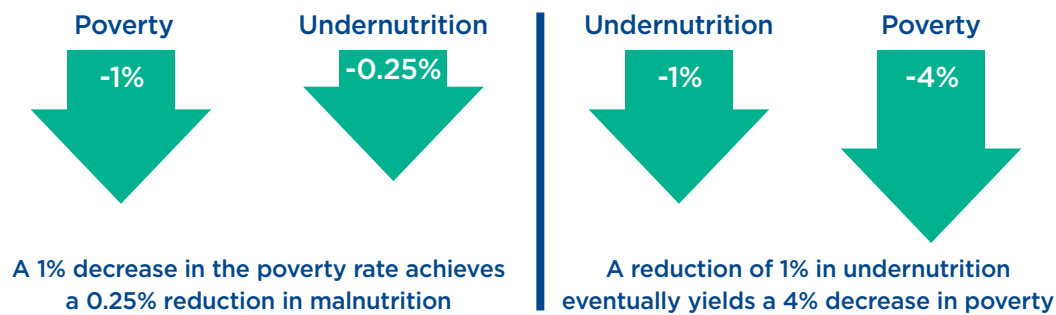 Poverty
Undernutrition
-1%
-0.25%
A 1% decrease in the poverty rate achieves
a 0.25% reduction in malnutrition
Undernutrition
Poverty
-1%
-4%
A reduction of 1% in undernutrition
eventually yields a 4% decrease in poverty